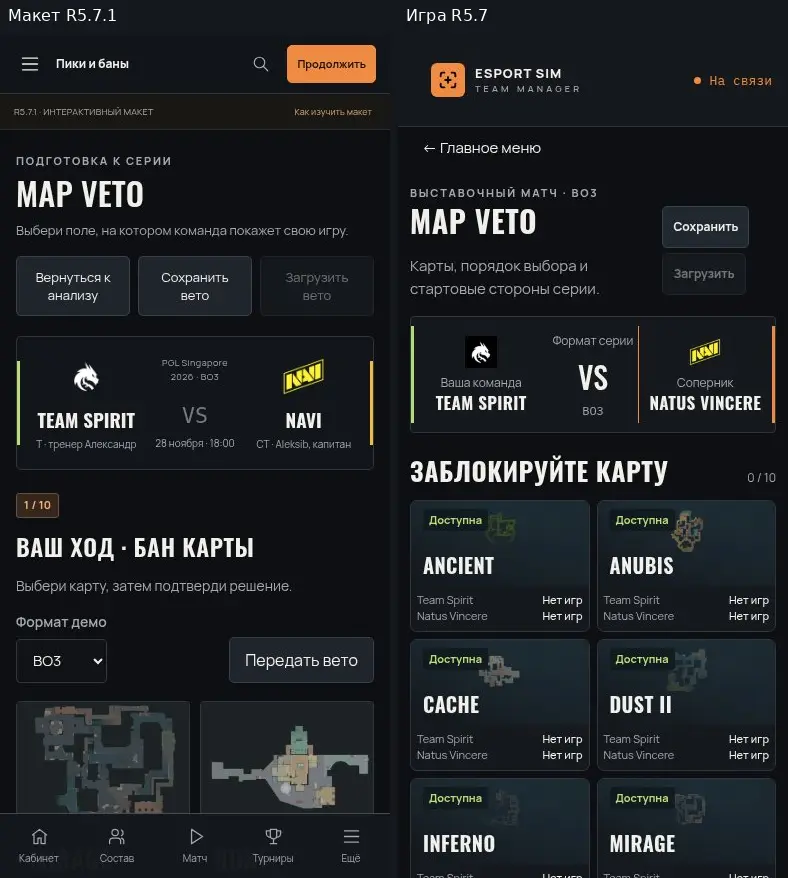 Макет R5.7.1
Пики и баны
Продолжить
R5.7.1 · ИНТЕРАКТИВНЫЙ МАКЕТ
Как изучить макет
ПОДГОТОВКА К СЕРИИ
MAP VETO
Выбери поле, на котором команда покажет свою игру.
Вернуться к
анализу
Сохранить
вето
Загрузить
вето
TEAM SPIRIT
Т · тренер Александр
PGL Singapore
2026 · BO3
VS
28 ноября · 18:00
NAVI
NAVI
CT · Aleksib, капитан
1 / 10
ВАШ ХОД · БАН КАРТЫ
Выбери карту, затем подтверди решение.
Формат демо
BO3
Передать вето
Кабинет
Состав
Матч
Турниры
Ещё
Игра R5.7
ESPORT SIM
TEAM MANAGER
На связи
← Главное меню
ВЫСТАВОЧНЫЙ МАТЧ · BO3
MAP VETO
Карты, порядок выбора и
стартовые стороны серии.
Сохранить
Загрузить
Ваша команда
TEAM SPIRIT
Формат серии
VS
BO3
NAVI
Соперник
NATUS VINCERE
ЗАБЛОКИРУЙТЕ КАРТУ
0 / 10
Доступна
ANCIENT
Team Spirit Нет игр
Natus Vincere Нет игр
Доступна
ANUBIS
Team Spirit Нет игр
Natus Vincere Нет игр
Доступна
CACHE
Team Spirit Нет игр
Natus Vincere Нет игр
Доступна
DUST II
Team Spirit Нет игр
Natus Vincere Нет игр
Доступна
INFERNO
Доступна
MIRAGE